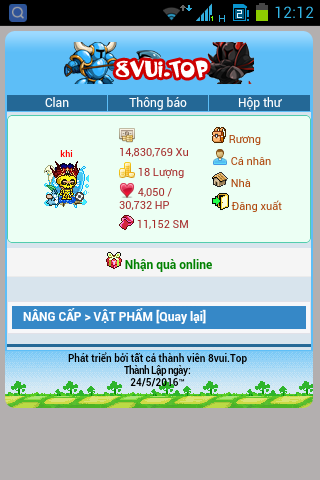 12:12
8VUI.TOP
Clan
Thông báo
Hộp thư
khi
14,830,769 Xu
18 Lượng
4,050 /
30,732 HP
11,152 SM
Rương
Cá nhân
Nhà
Đăng xuất
Nhận quà online
NÂNG CẤP > VẬT PHẨM [Quay lại]
Phát triển bởi tất cả thành viên 8vui.Top
Thành Lập ngày:
24/5/2016™